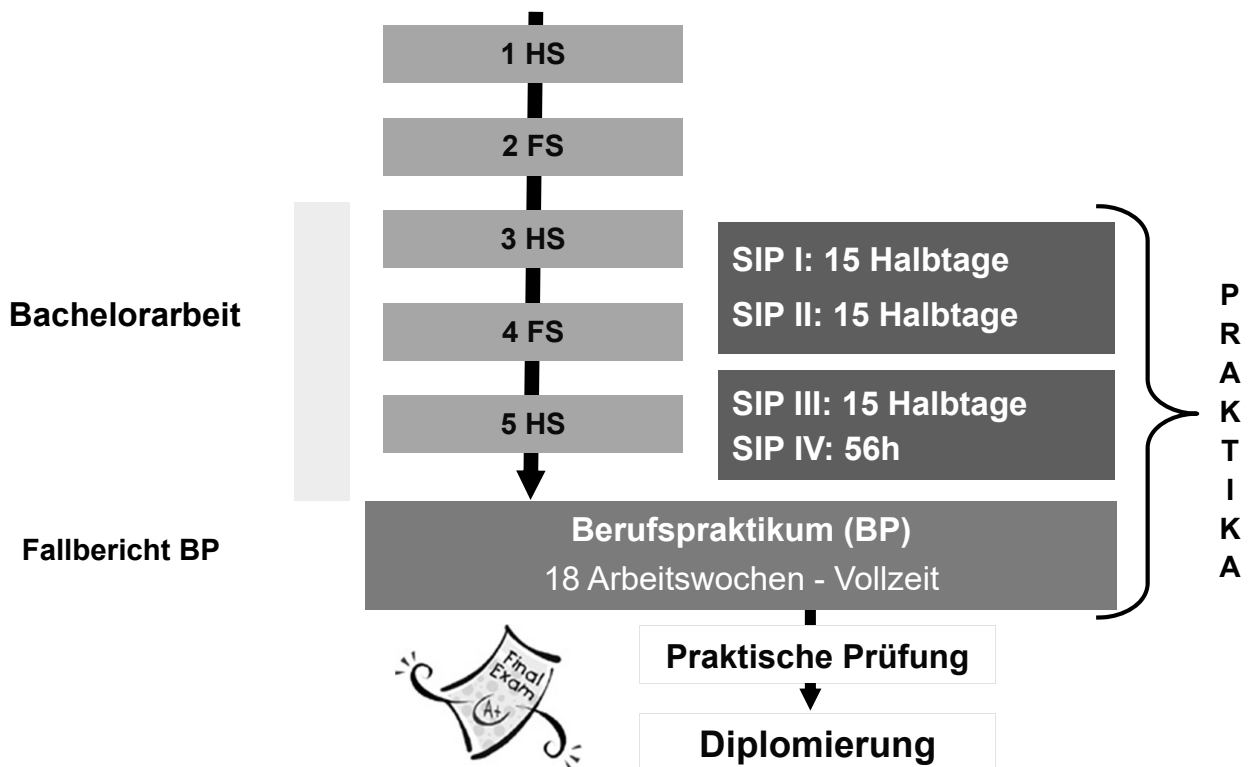 1 HS
2 FS
3 HS
4 FS
5 HS
Bachelorarbeit
SIP I: 15 Halbtage
SIP II: 15 Halbtage
SIP III: 15 Halbtage
SIP IV: 56h
P
R
A
K
T
I
K
A
Fallbericht BP
Berufspraktikum (BP)
18 Arbeitswochen - Vollzeit
Final
Exam
A+
Praktische Prüfung
Diplomierung